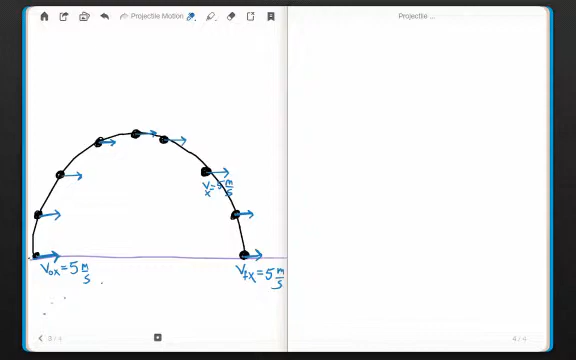 Projectile Motion
Projectile ...
Vx = 5 m/s
Vox = 5 m/s
Vfx = 5 m/s
3 / 4
4 / 4